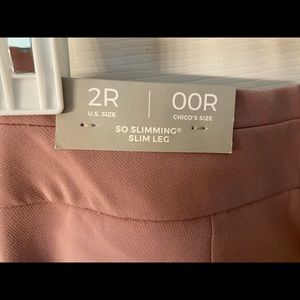 2R 00R
U.S. SIZE CHICO'S SIZE
SO SLIMMING®
SLIM LEG